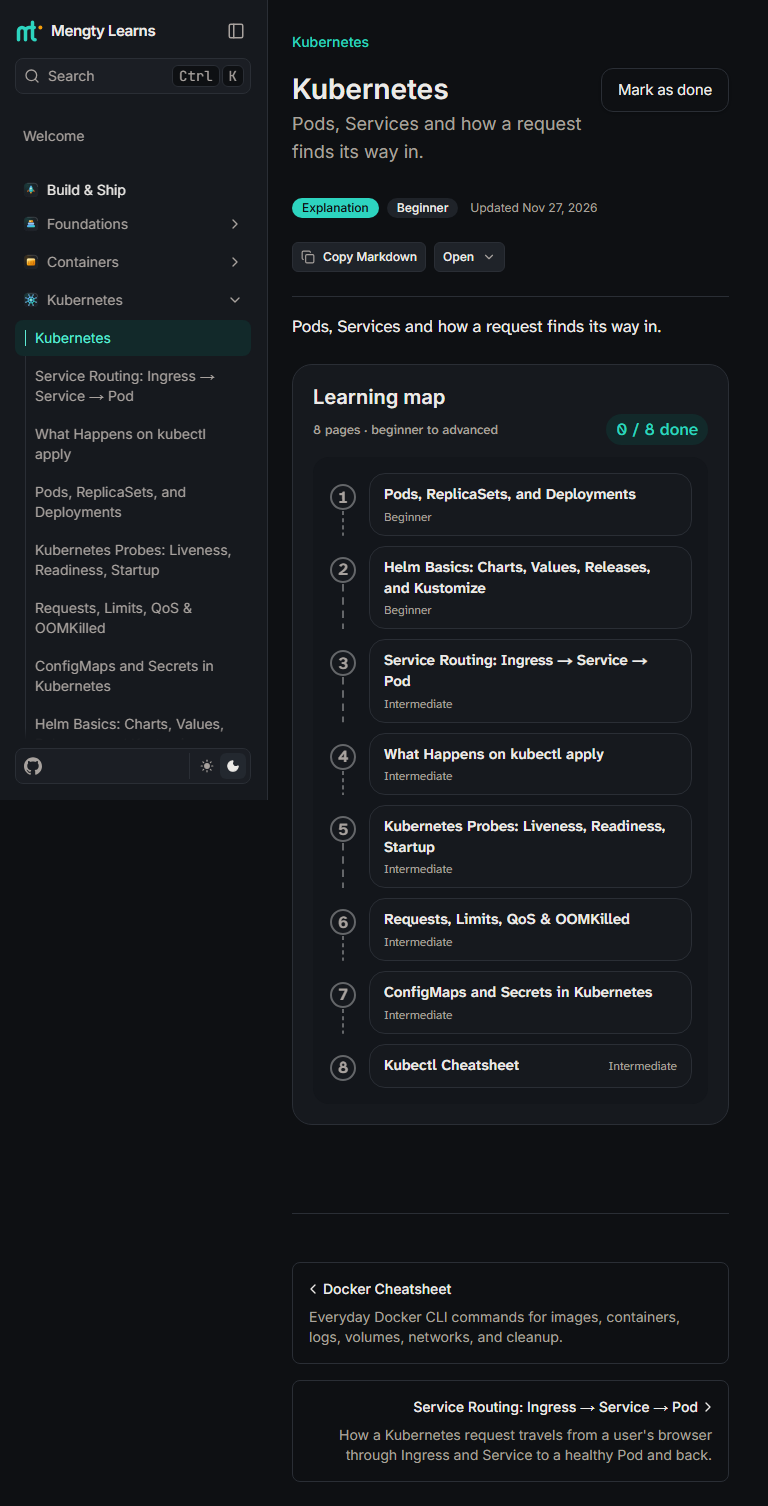 Mengty Learns
Search
Ctrl K
Welcome
Build & Ship
Foundations
Containers
Kubernetes
Kubernetes
Service Routing: Ingress →
Service → Pod
What Happens on kubectl
apply
Pods, ReplicaSets, and
Deployments
Kubernetes Probes: Liveness,
Readiness, Startup
Requests, Limits, QoS &
OOMKilled
ConfigMaps and Secrets in
Kubernetes
Helm Basics: Charts, Values,
Kubernetes
Kubernetes
Mark as done
Pods, Services and how a request
finds its way in.
Explanation
Beginner
Updated Nov 27, 2026
Copy Markdown
Open
Pods, Services and how a request finds its way in.
Learning map
8 pages · beginner to advanced
0 / 8 done
1
Pods, ReplicaSets, and Deployments
Beginner
2
Helm Basics: Charts, Values, Releases,
and Kustomize
Beginner
3
Service Routing: Ingress → Service →
Pod
Intermediate
4
What Happens on kubectl apply
Intermediate
5
Kubernetes Probes: Liveness, Readiness,
Startup
Intermediate
6
Requests, Limits, QoS & OOMKilled
Intermediate
7
ConfigMaps and Secrets in Kubernetes
Intermediate
8
Kubectl Cheatsheet
Intermediate
Docker Cheatsheet
Everyday Docker CLI commands for images, containers,
logs, volumes, networks, and cleanup.
Service Routing: Ingress → Service → Pod
How a Kubernetes request travels from a user's browser
through Ingress and Service to a healthy Pod and back.